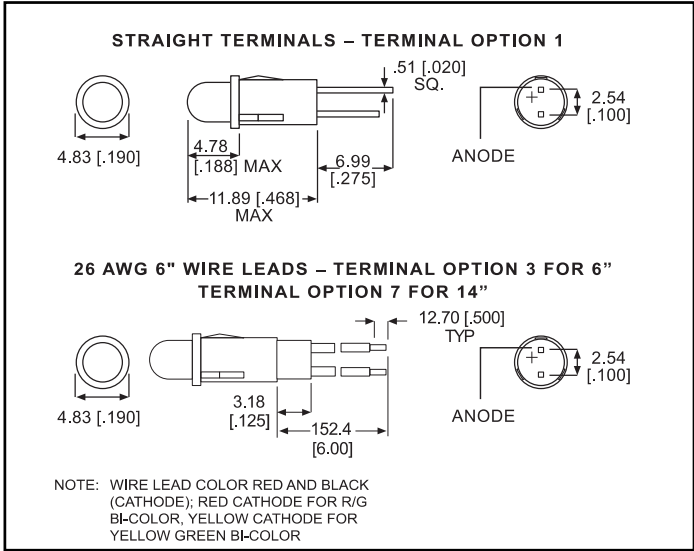 STRAIGHT TERMINALS – TERMINAL OPTION 1
.51 [.020]
SQ.
4.83 [.190]
4.78
[.188] MAX
11.89 [.468]
MAX
6.99
[.275]
ANODE
+
2.54
[.100]
26 AWG 6" WIRE LEADS – TERMINAL OPTION 3 FOR 6”
TERMINAL OPTION 7 FOR 14”
12.70 [.500]
TYP
4.83 [.190]
3.18
[.125]
152.4
[6.00]
ANODE
+
2.54
[.100]
NOTE: WIRE LEAD COLOR RED AND BLACK
(CATHODE); RED CATHODE FOR R/G
BI-COLOR, YELLOW CATHODE FOR
YELLOW GREEN BI-COLOR